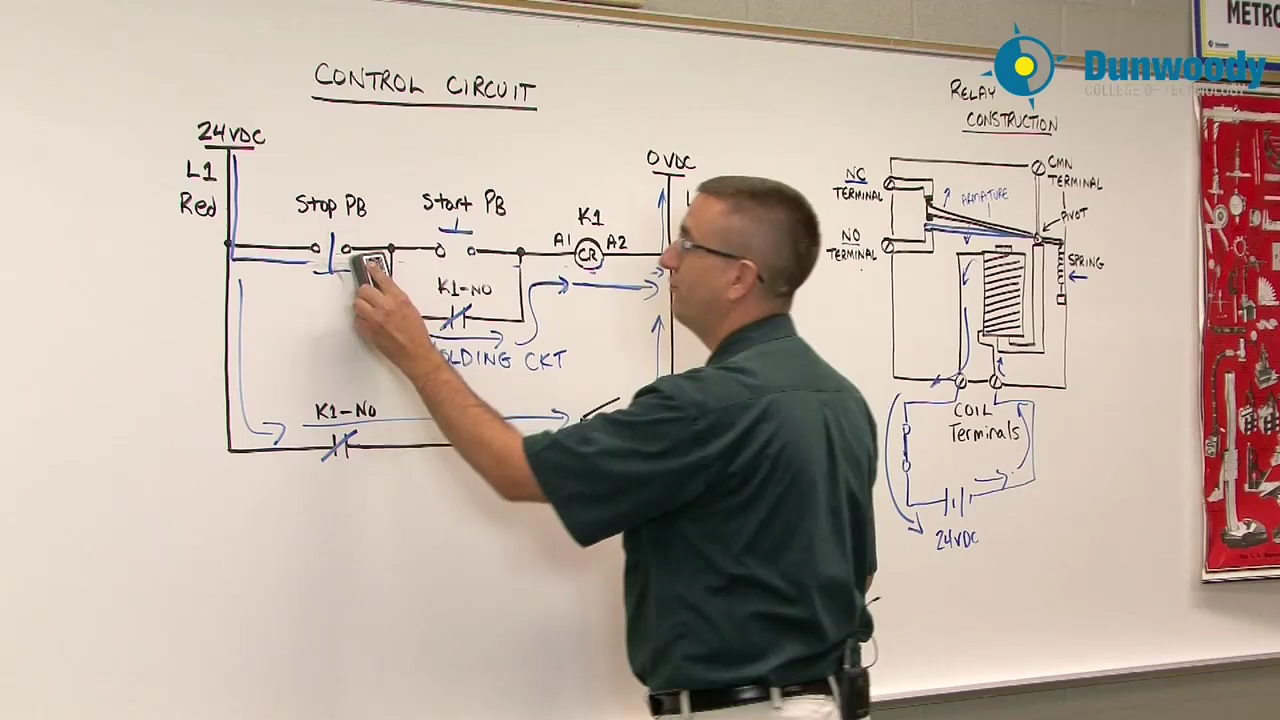 CONTROL CIRCUIT
24VDC
L1
Red
Stop PB
Start PB
K1
A1
CR
A2
0 VDC
K1-NO
HOLDING CKT
K1-NO
RELAY
CONSTRUCTION
NC
TERMINAL
NO
TERMINAL
ARMATURE
CMN
TERMINAL
PIVOT
SPRING
COIL
Terminals
24VDC
Dunwoody
COLLEGE OF TECHNOLOGY
METRO